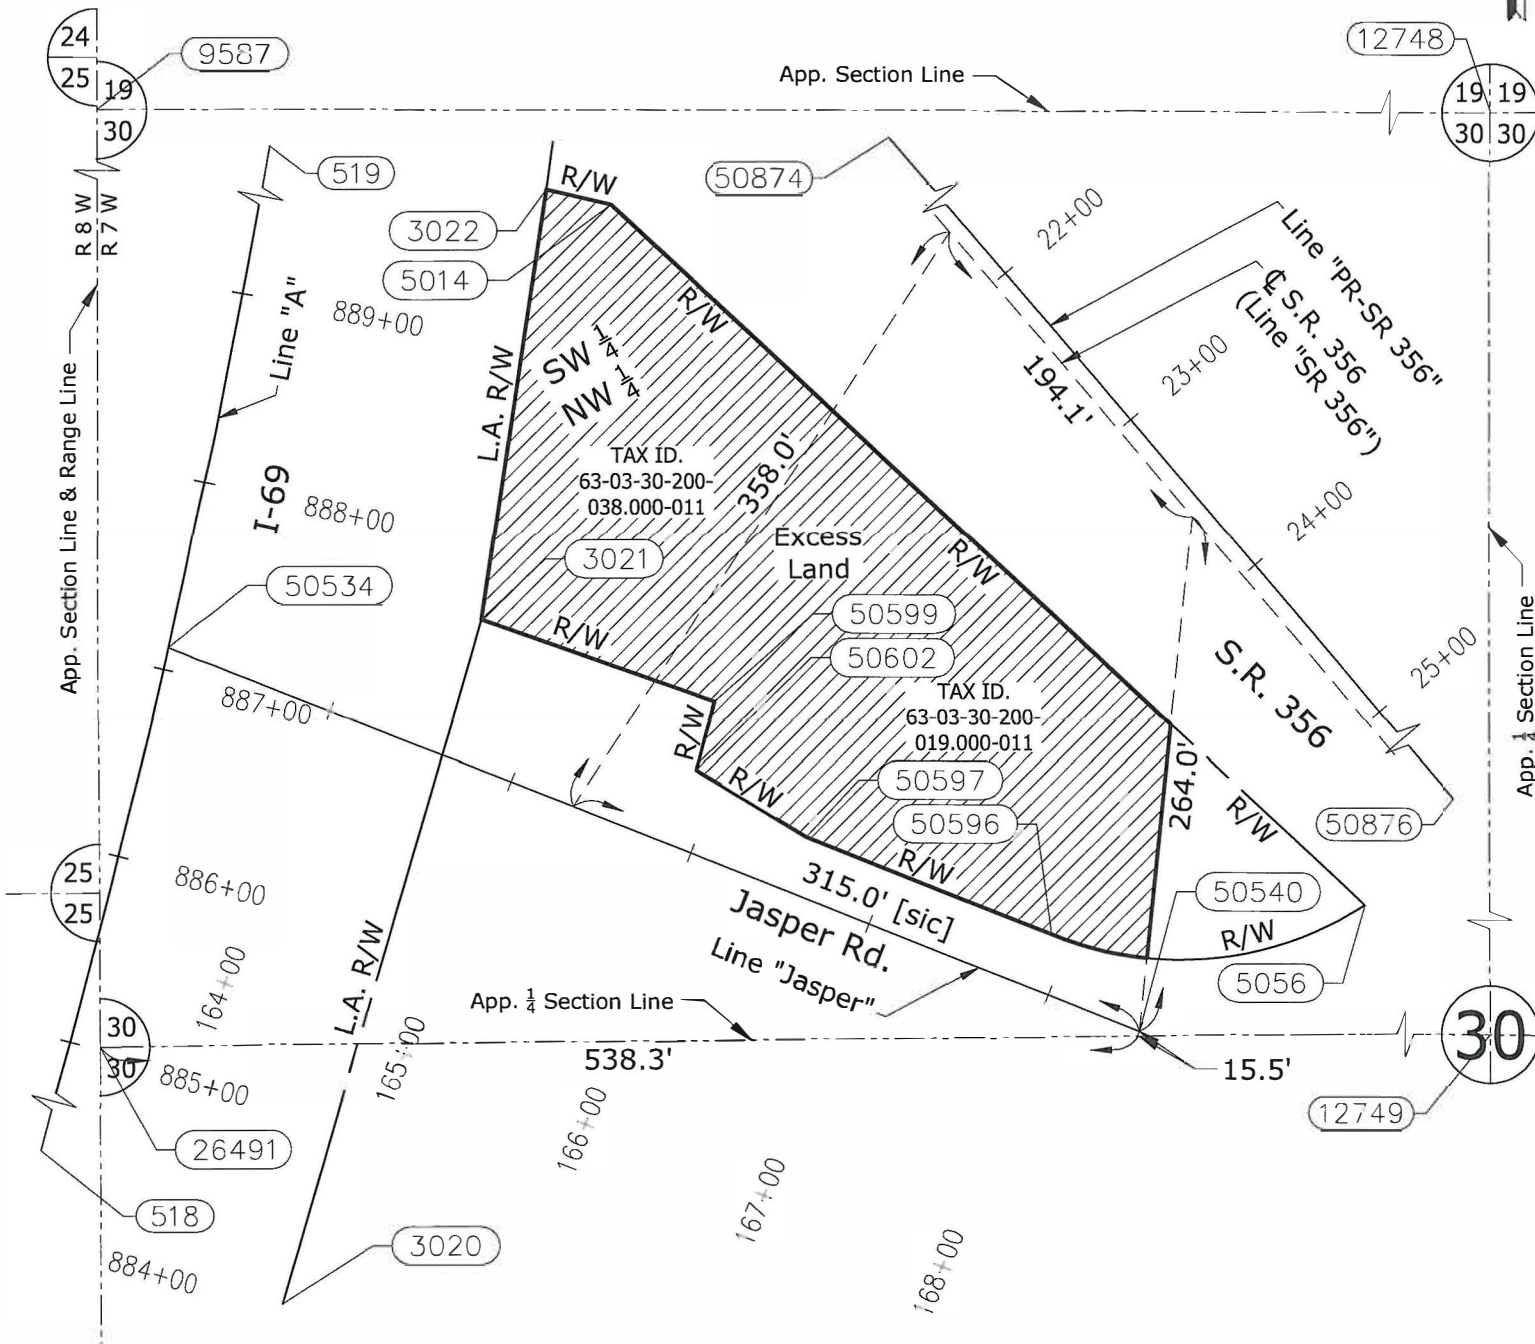 24
25
19
30
9587
App. Section Line
12748
19
19
30
30
519
50874
R/W
22+00
R 8 W
R 7 W
3022
5014
Line "PR-SR 356"
₵ S.R. 356
(Line "SR 356")
Line "A"
889+00
R/W
23+00
SW 1/4
NW 1/4
L.A. R/W
194.1'
App. Section Line & Range Line
TAX ID.
63-03-30-200-
038.000-011
358.0'
I-69
888+00
24+00
Excess
Land
3021
R/W
50534
50599
R/W
50602
S.R. 356
25+00
App. 1/4 Section Line
TAX ID.
63-03-30-200-
019.000-011
887+00
R/W
264.0'
50597
R/W
R/W
50596
50876
R/W
25
25
886+00
315.0' [sic]
50540
Jasper Rd.
R/W
Line "Jasper"
5056
164+00
L.A. R/W
App. 1/4 Section Line
30
30
538.3'
15.5'
30
165+00
885+00
12749
166+00
26491
167+00
518
3020
884+00
168+00